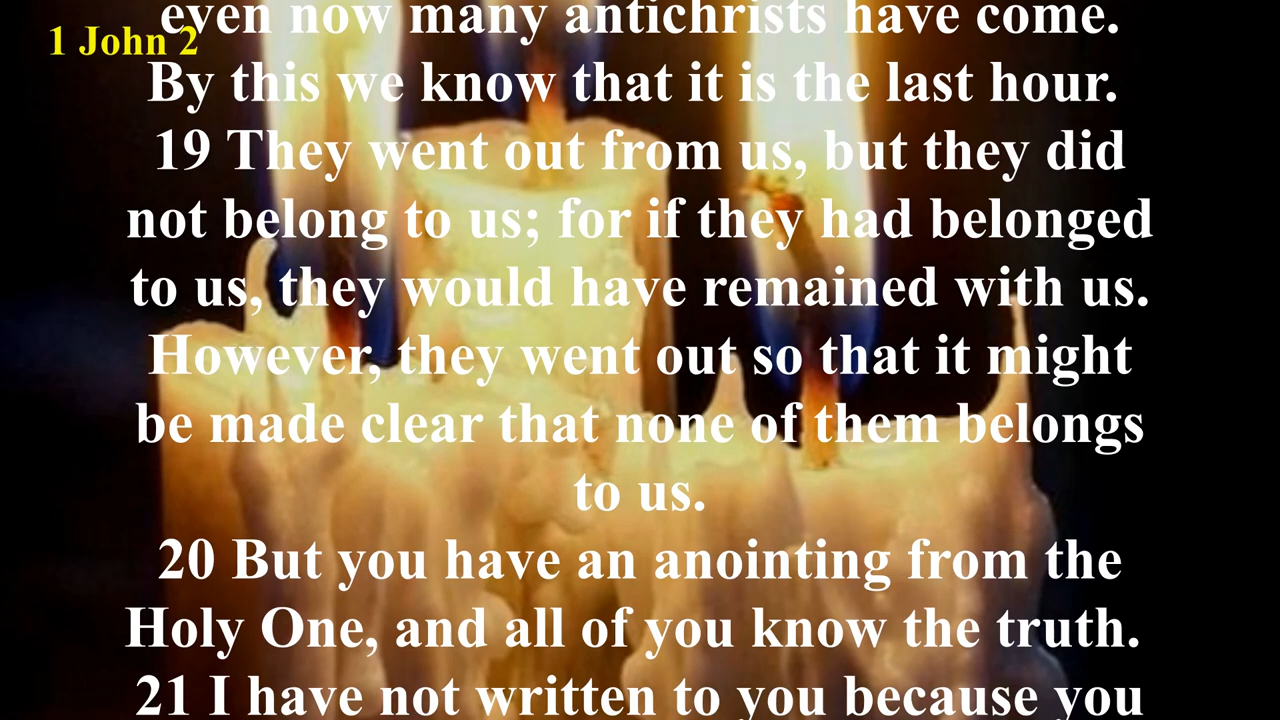 even now many antichrists have come.
1 John 2
By this we know that it is the last hour.
19 They went out from us, but they did
not belong to us; for if they had belonged
to us, they would have remained with us.
However, they went out so that it might
be made clear that none of them belongs
to us.
20 But you have an anointing from the
Holy One, and all of you know the truth.
21 I have not written to you because you